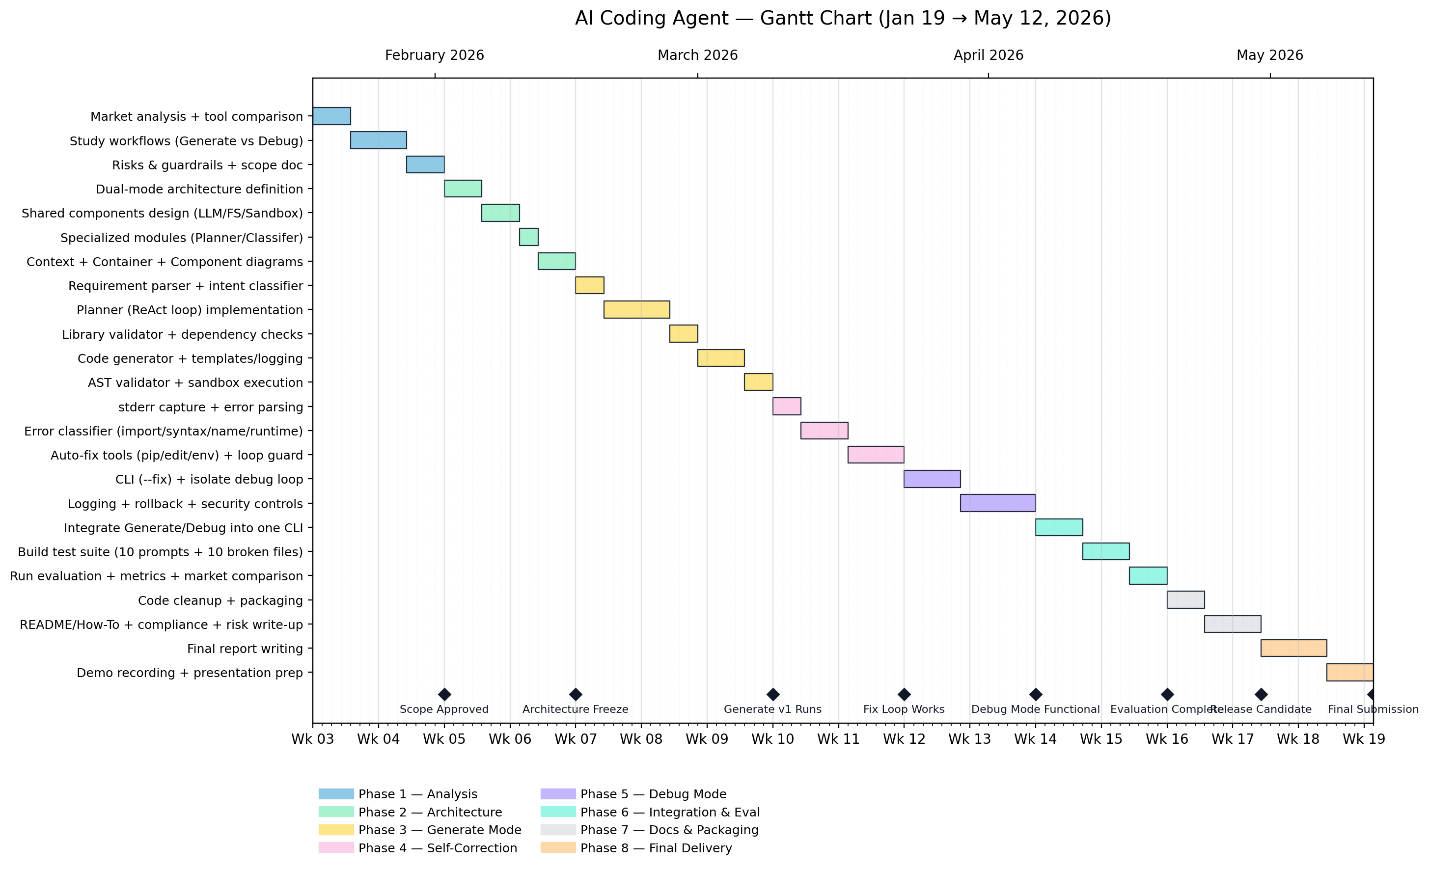 AI Coding Agent — Gantt Chart (Jan 19 → May 12, 2026)
February 2026 March 2026 April 2026 May 2026
Market analysis + tool comparison
Study workflows (Generate vs Debug)
Risks & guardrails + scope doc
Dual-mode architecture definition
Shared components design (LLM/FS/Sandbox)
Specialized modules (Planner/Classifer)
Context + Container + Component diagrams
Requirement parser + intent classifier
Planner (ReAct loop) implementation
Library validator + dependency checks
Code generator + templates/logging
AST validator + sandbox execution
stderr capture + error parsing
Error classifier (import/syntax/name/runtime)
Auto-fix tools (pip/edit/env) + loop guard
CLI (--fix) + isolate debug loop
Logging + rollback + security controls
Integrate Generate/Debug into one CLI
Build test suite (10 prompts + 10 broken files)
Run evaluation + metrics + market comparison
Code cleanup + packaging
README/How-To + compliance + risk write-up
Final report writing
Demo recording + presentation prep
Scope Approved Architecture Freeze Generate v1 Runs Fix Loop Works Debug Mode Functional Evaluation Complete Release Candidate Final Submission
Wk 03 Wk 04 Wk 05 Wk 06 Wk 07 Wk 08 Wk 09 Wk 10 Wk 11 Wk 12 Wk 13 Wk 14 Wk 15 Wk 16 Wk 17 Wk 18 Wk 19
Phase 1 — Analysis
Phase 2 — Architecture
Phase 3 — Generate Mode
Phase 4 — Self-Correction
Phase 5 — Debug Mode
Phase 6 — Integration & Eval
Phase 7 — Docs & Packaging
Phase 8 — Final Delivery